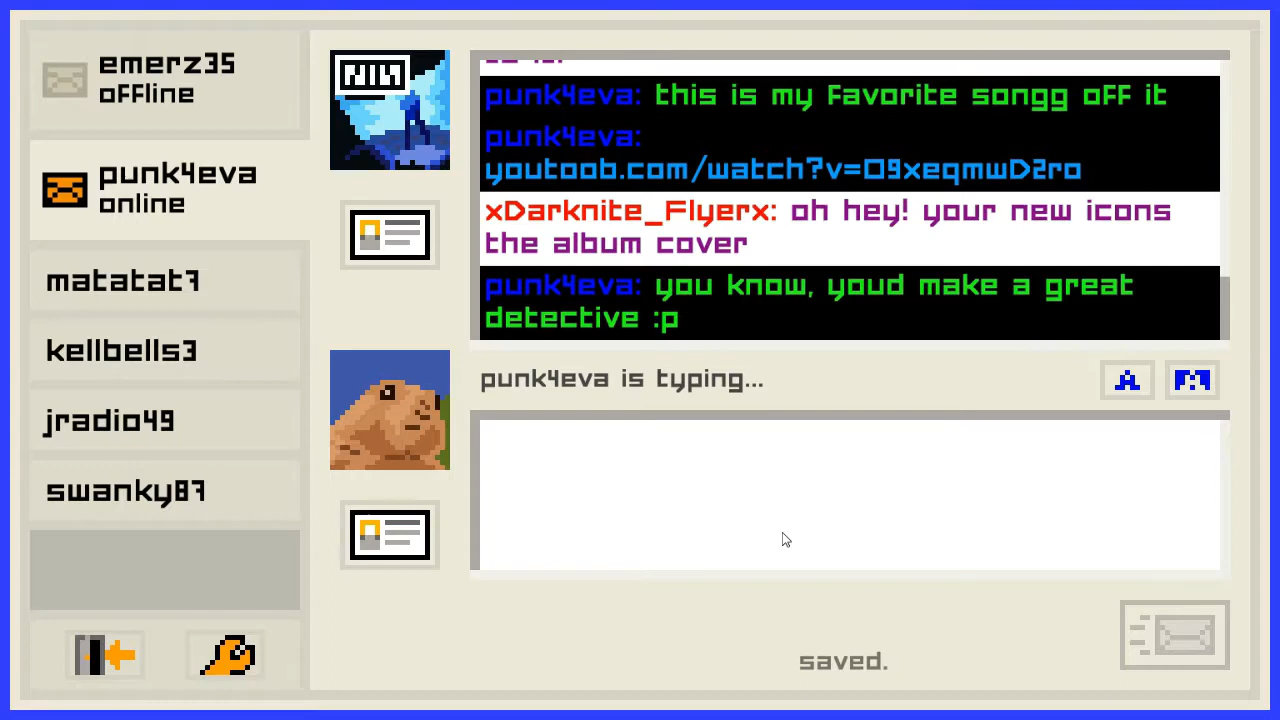 emerz35
offline
punk4eva
online
matatat7
kellbells3
jradio49
swanky87
NIN
punk4eva: this is my favorite songg off it
punk4eva:
youtoob.com/watch?v=O9xeqmwD2ro
xDarknite_Flyerx: oh hey! your new icons
the album cover
punk4eva: you know, youd make a great
detective :p
punk4eva is typing...
A
saved.